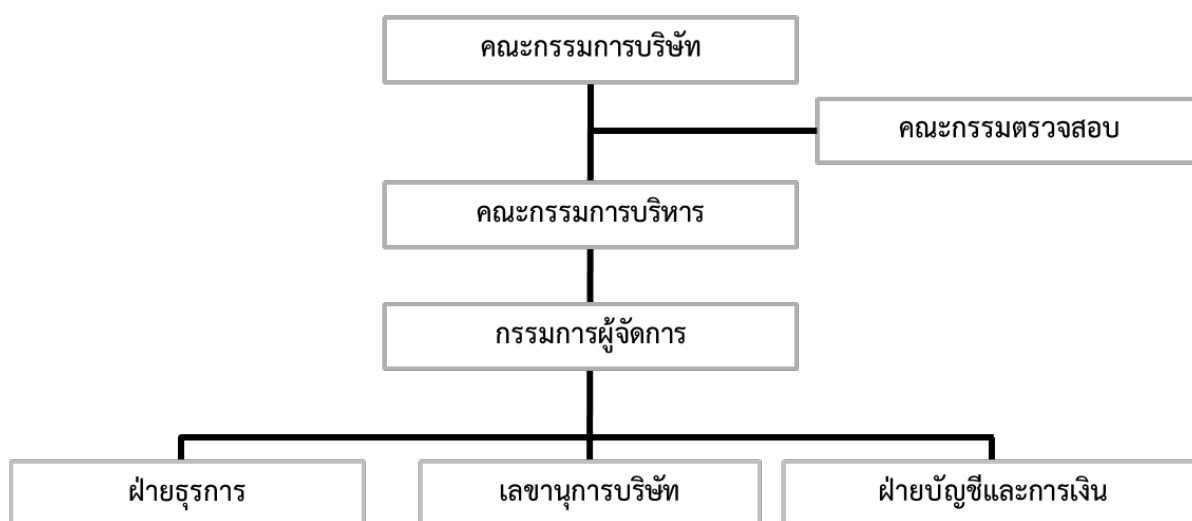 คณะกรรมการบริษัท
คณะกรรมตรวจสอบ
คณะกรรมการบริหาร
กรรมการผู้จัดการ
ฝ่ายธุรการ
เลขานุการบริษัท
ฝ่ายบัญชีและการเงิน